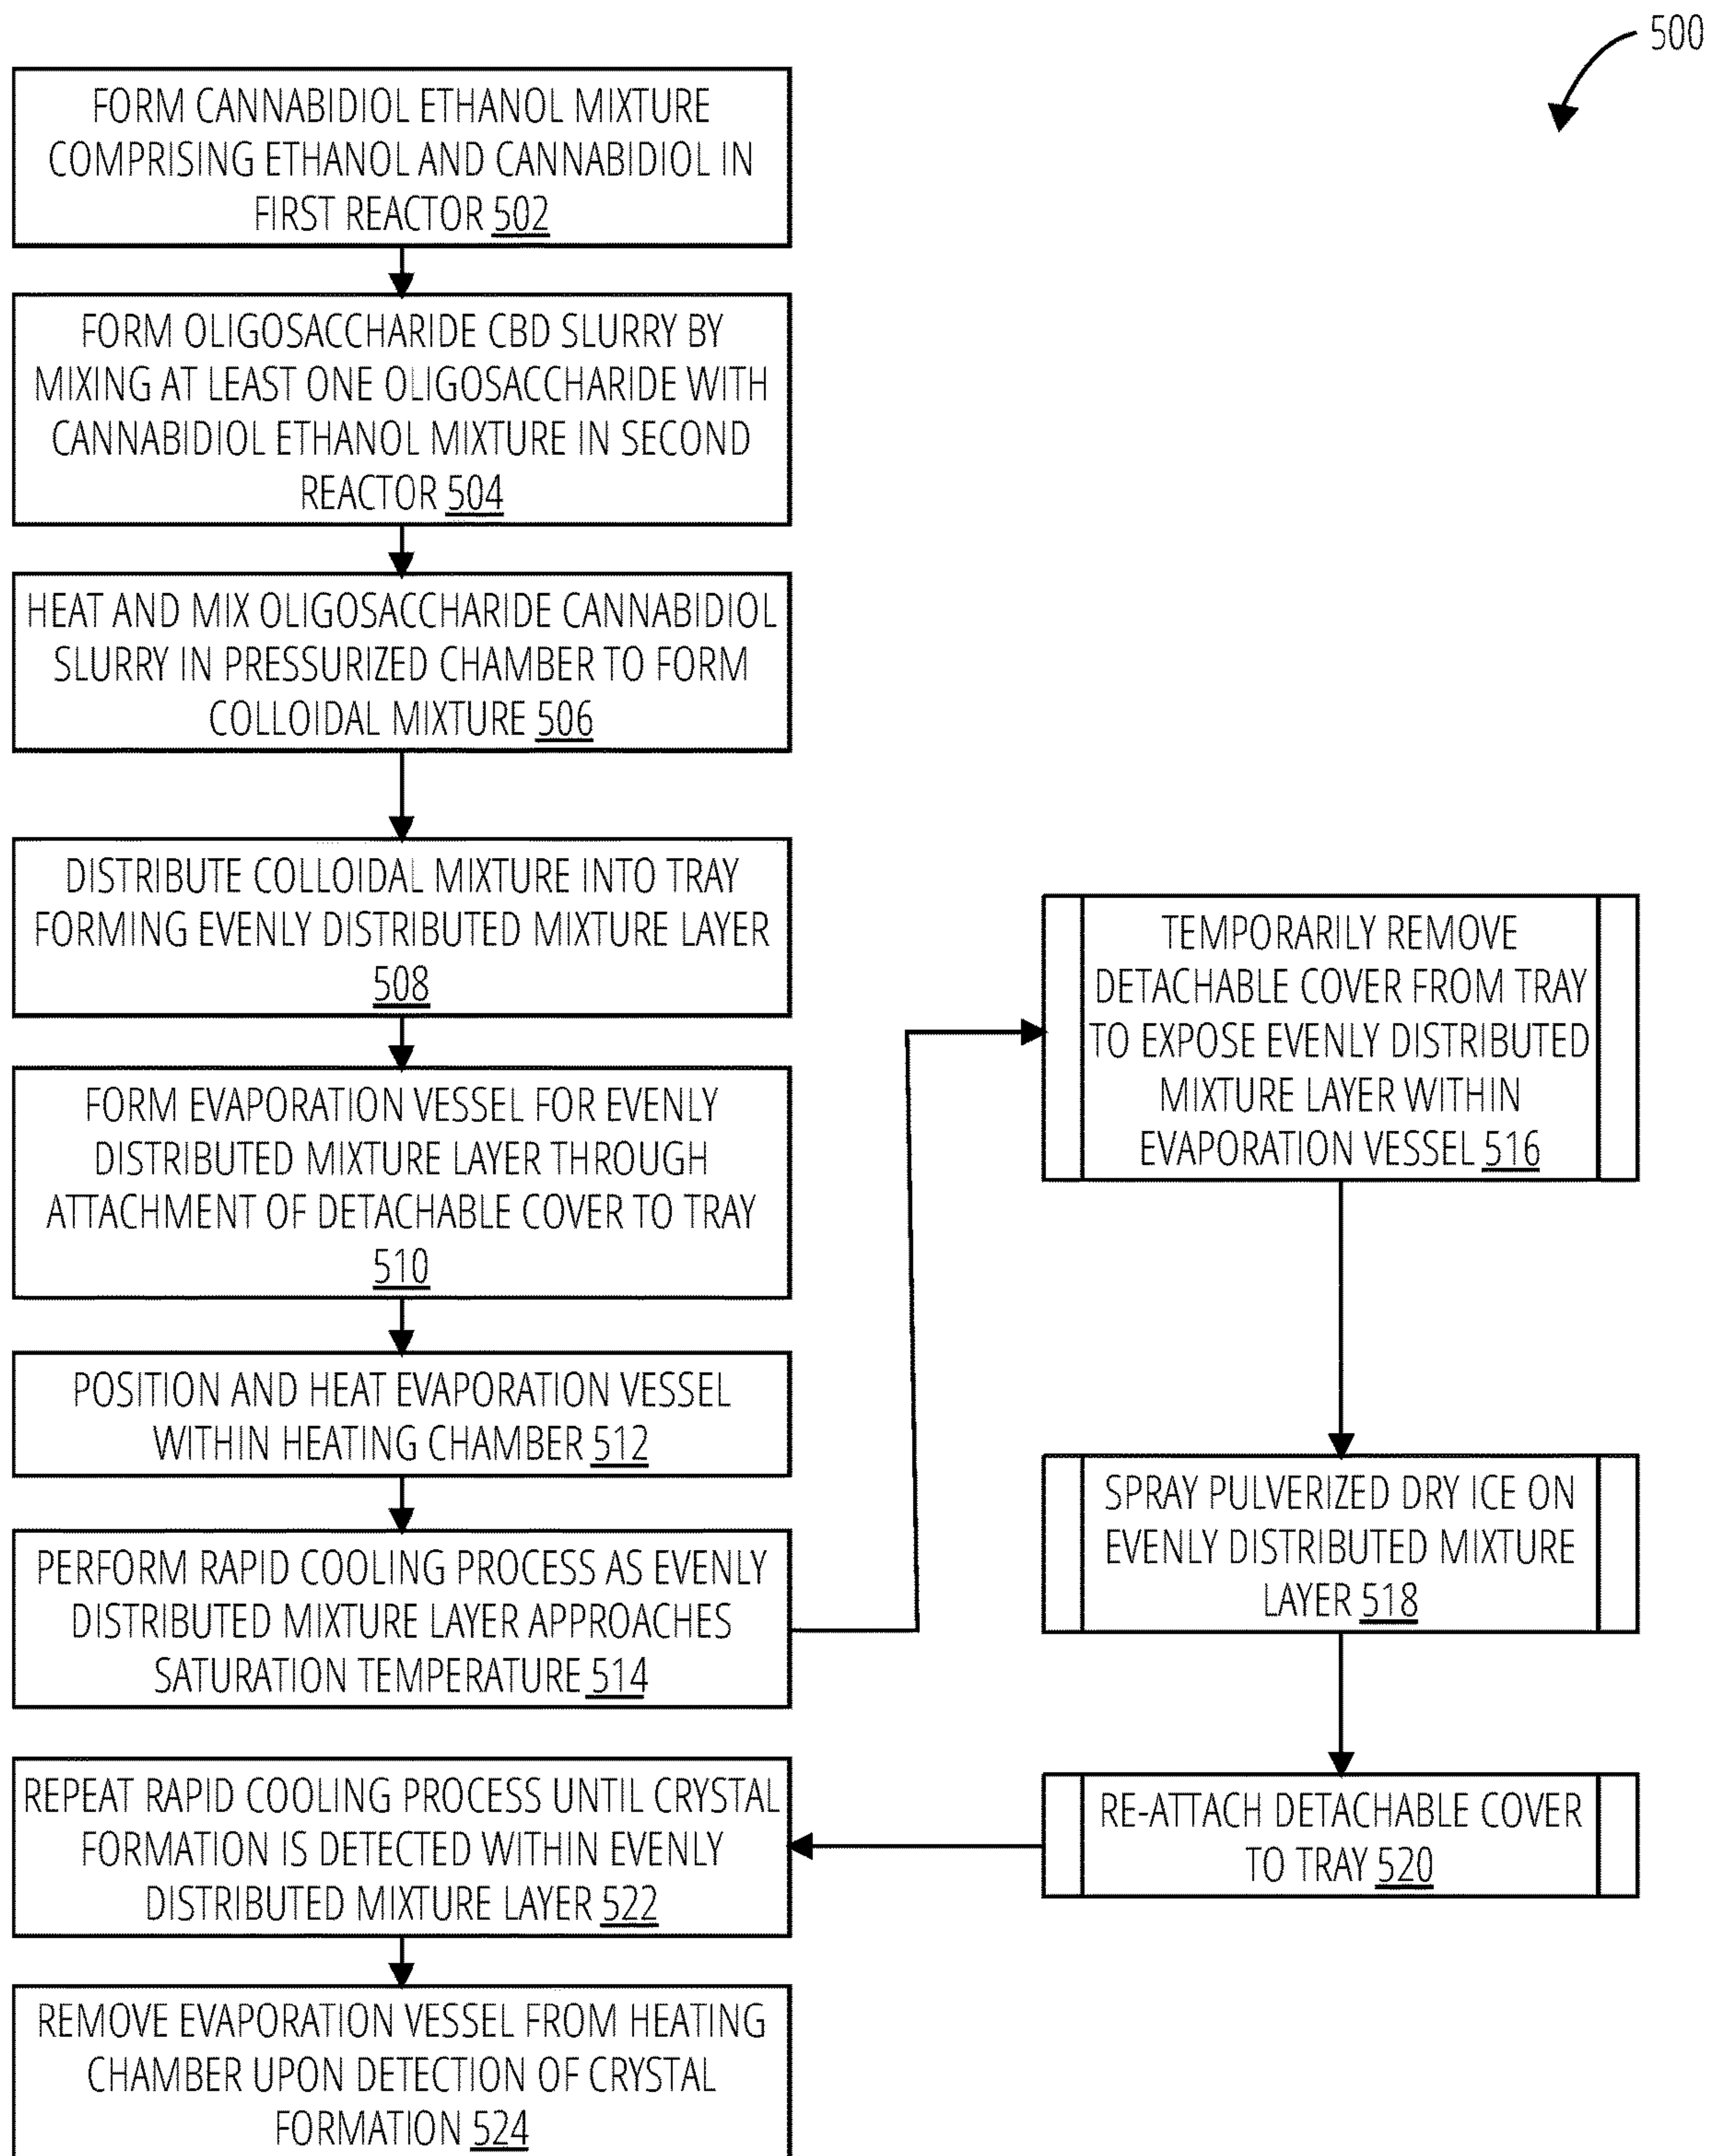 500
FORM CANNABIDIOL ETHANOL MIXTURE
COMPRISING ETHANOL AND CANNABIDIOL IN
FIRST REACTOR 502
FORM OLIGOSACCHARIDE CBD SLURRY BY
MIXING AT LEAST ONE OLIGOSACCHARIDE WITH
CANNABIDIOL ETHANOL MIXTURE IN SECOND
REACTOR 504
HEAT AND MIX OLIGOSACCHARIDE CANNABIDIOL
SLURRY IN PRESSURIZED CHAMBER TO FORM
COLLOIDAL MIXTURE 506
DISTRIBUTE COLLOIDAL MIXTURE INTO TRAY
FORMING EVENLY DISTRIBUTED MIXTURE LAYER
508
FORM EVAPORATION VESSEL FOR EVENLY
DISTRIBUTED MIXTURE LAYER THROUGH
ATTACHMENT OF DETACHABLE COVER TO TRAY
510
POSITION AND HEAT EVAPORATION VESSEL
WITHIN HEATING CHAMBER 512
PERFORM RAPID COOLING PROCESS AS EVENLY
DISTRIBUTED MIXTURE LAYER APPROACHES
SATURATION TEMPERATURE 514
TEMPORARILY REMOVE
DETACHABLE COVER FROM TRAY
TO EXPOSE EVENLY DISTRIBUTED
MIXTURE LAYER WITHIN
EVAPORATION VESSEL 516
SPRAY PULVERIZED DRY ICE ON
EVENLY DISTRIBUTED MIXTURE
LAYER 518
RE-ATTACH DETACHABLE COVER
TO TRAY 520
REPEAT RAPID COOLING PROCESS UNTIL CRYSTAL
FORMATION IS DETECTED WITHIN EVENLY
DISTRIBUTED MIXTURE LAYER 522
REMOVE EVAPORATION VESSEL FROM HEATING
CHAMBER UPON DETECTION OF CRYSTAL
FORMATION 524